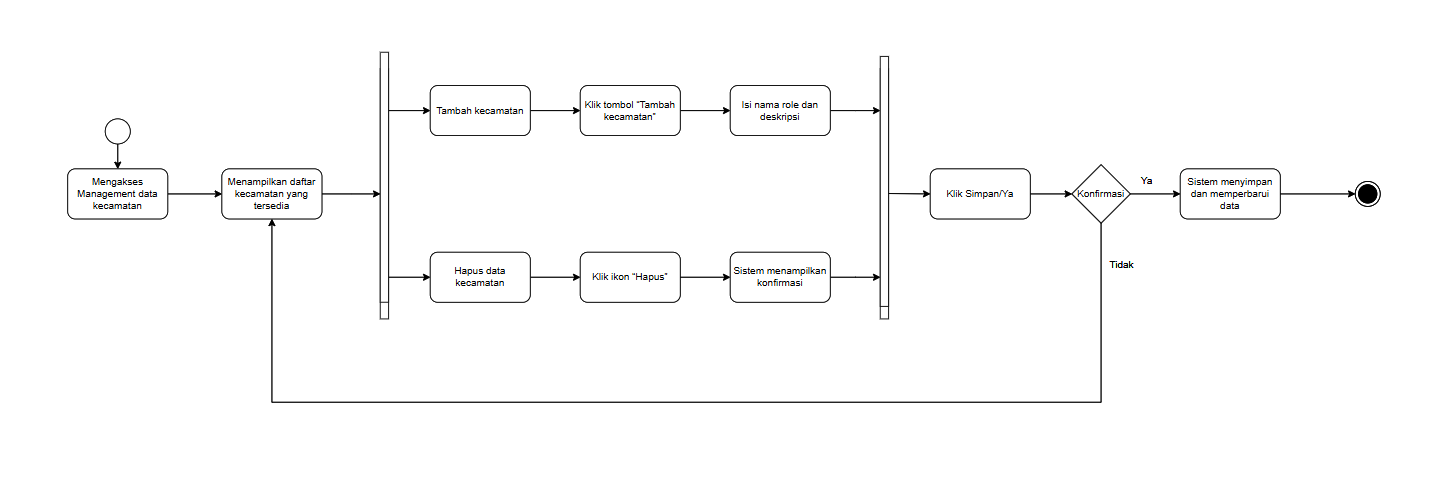 Mengakses
Management data
kecamatan
Menampilkan daftar
kecamatan yang
tersedia
Tambah kecamatan
Klik tombol "Tambah
kecamatan"
Isi nama role dan
deskripsi
Hapus data
kecamatan
Klik ikon "Hapus"
Sistem menampilkan
konfirmasi
Klik Simpan/Ya
Konfirmasi
Ya
Tidak
Sistem menyimpan
dan memperbarui
data